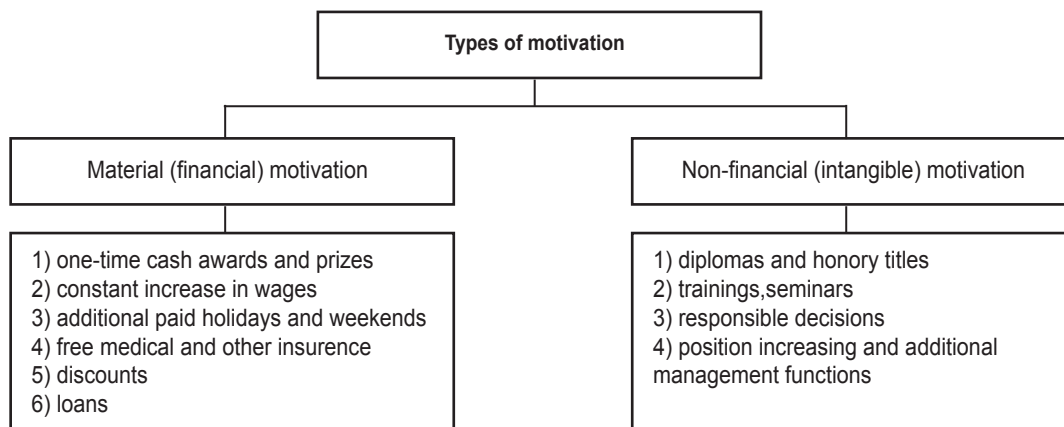 Types of motivation
Material (financial) motivation
Non-financial (intangible) motivation
1) one-time cash awards and prizes
2) constant increase in wages
3) additional paid holidays and weekends
4) free medical and other insurence
5) discounts
6) loans
1) diplomas and honory titles
2) trainings,seminars
3) responsible decisions
4) position increasing and additional
management functions